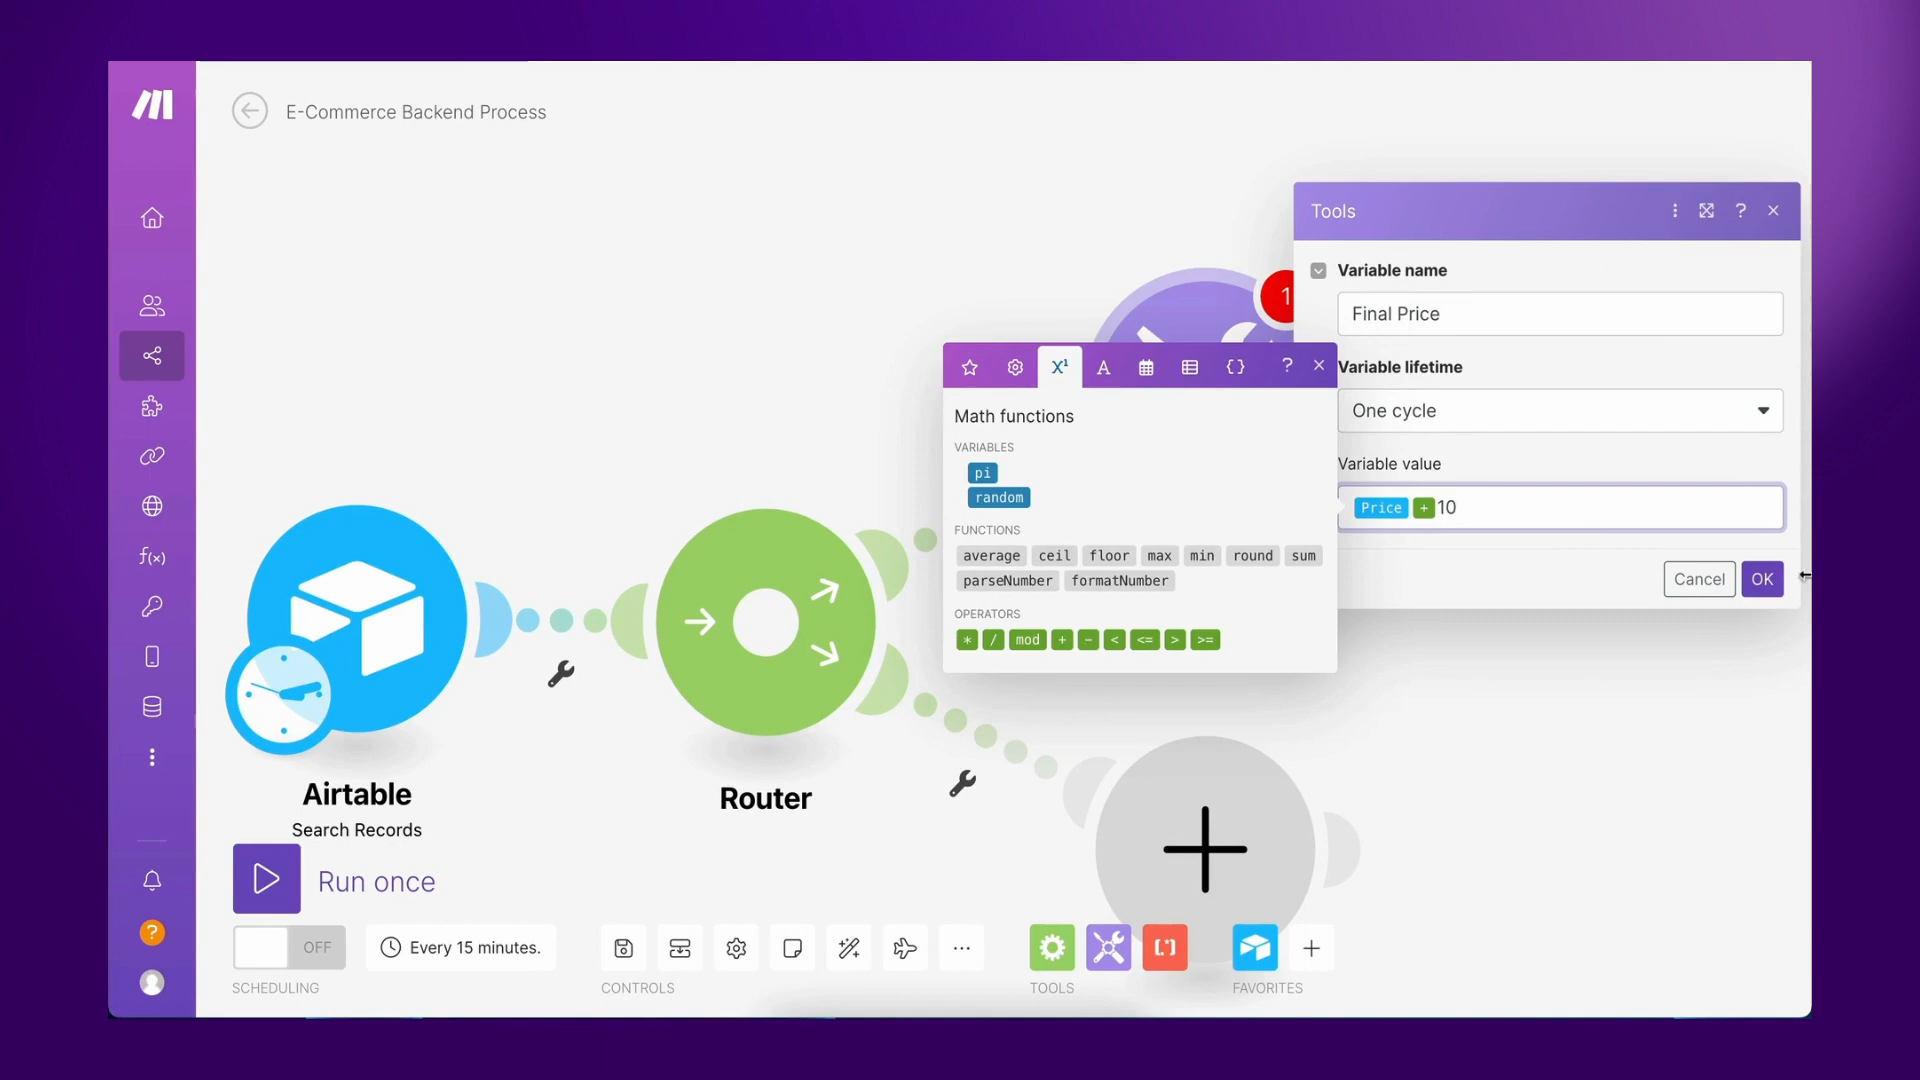 E-Commerce Backend Process
Tools
?
Variable name
Final Price
1
X¹ A {} ?
Variable lifetime
One cycle
Math functions
VARIABLES
pi
random
Variable value
Price + 10
FUNCTIONS
average ceil floor max min round sum
parseNumber formatNumber
Cancel OK
OPERATORS
* / mod + - < <= > >=
f(x)
Airtable
Search Records
Router
Run once
?
OFF
Every 15 minutes.
[.*]
SCHEDULING
CONTROLS
TOOLS
FAVORITES